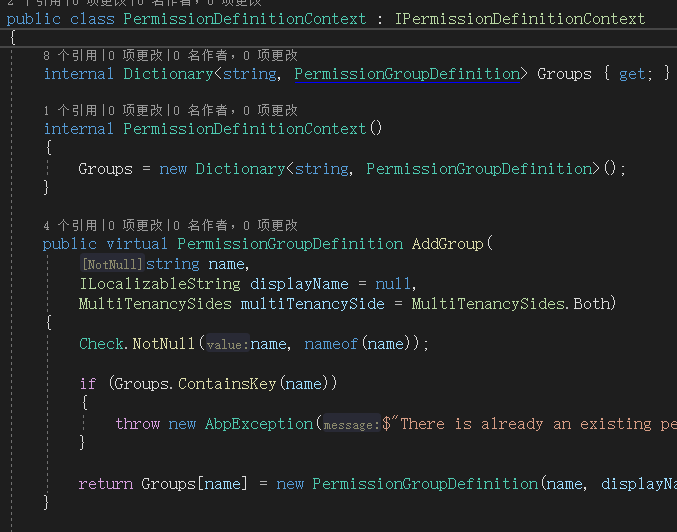 2 个引用|0 项更改|0 名作者，0 项更改
public class PermissionDefinitionContext : IPermissionDefinitionContext
{
8 个引用|0 项更改|0 名作者，0 项更改
internal Dictionary<string, PermissionGroupDefinition> Groups { get; }
1 个引用|0 项更改|0 名作者，0 项更改
internal PermissionDefinitionContext()
{
Groups = new Dictionary<string, PermissionGroupDefinition>();
}
4 个引用|0 项更改|0 名作者，0 项更改
public virtual PermissionGroupDefinition AddGroup(
[NotNull]string name,
ILocalizableString displayName = null,
MultiTenancySides multiTenancySide = MultiTenancySides.Both)
{
Check.NotNull(value:name, nameof(name));
if (Groups.ContainsKey(name))
{
throw new AbpException(message:$"There is already an existing pe
}
return Groups[name] = new PermissionGroupDefinition(name, displayNa
}